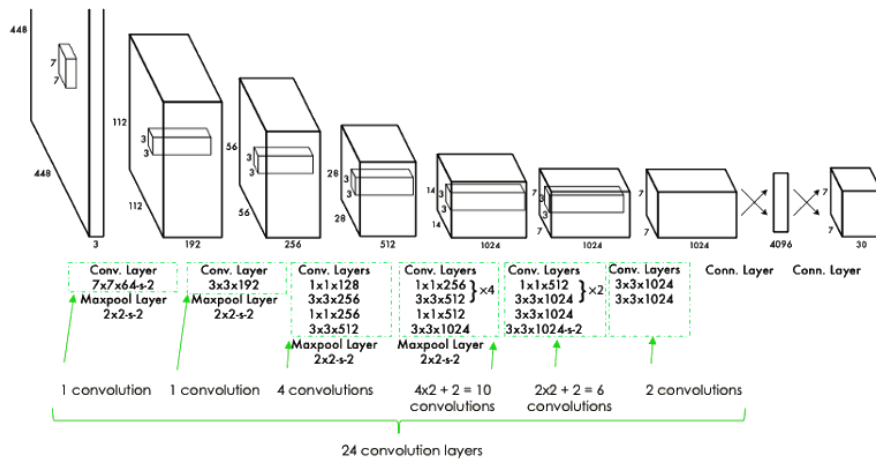 448
7
7
448
3
112
3
3
112
192
56
3
3
56
256
28
3
3
28
512
14
3
3
14
1024
7
3
3
7
1024
7
7
1024
4096
7
7
30
Conv. Layer
7x7x64-s-2
Maxpool Layer
2x2-s-2
Conv. Layer
3x3x192
Maxpool Layer
2x2-s-2
Conv. Layers
1x1x128
3x3x256
1x1x256
3x3x512
Maxpool Layer
2x2-s-2
Conv. Layers
1x1x256
3x3x512
} ×4
1x1x512
3x3x1024
Maxpool Layer
2x2-s-2
Conv. Layers
1x1x512
3x3x1024
} ×2
3x3x1024
3x3x1024-s-2
Conv. Layers
3x3x1024
3x3x1024
Conn. Layer
Conn. Layer
1 convolution
1 convolution
4 convolutions
4x2 + 2 = 10
convolutions
2x2 + 2 = 6
convolutions
2 convolutions
24 convolution layers